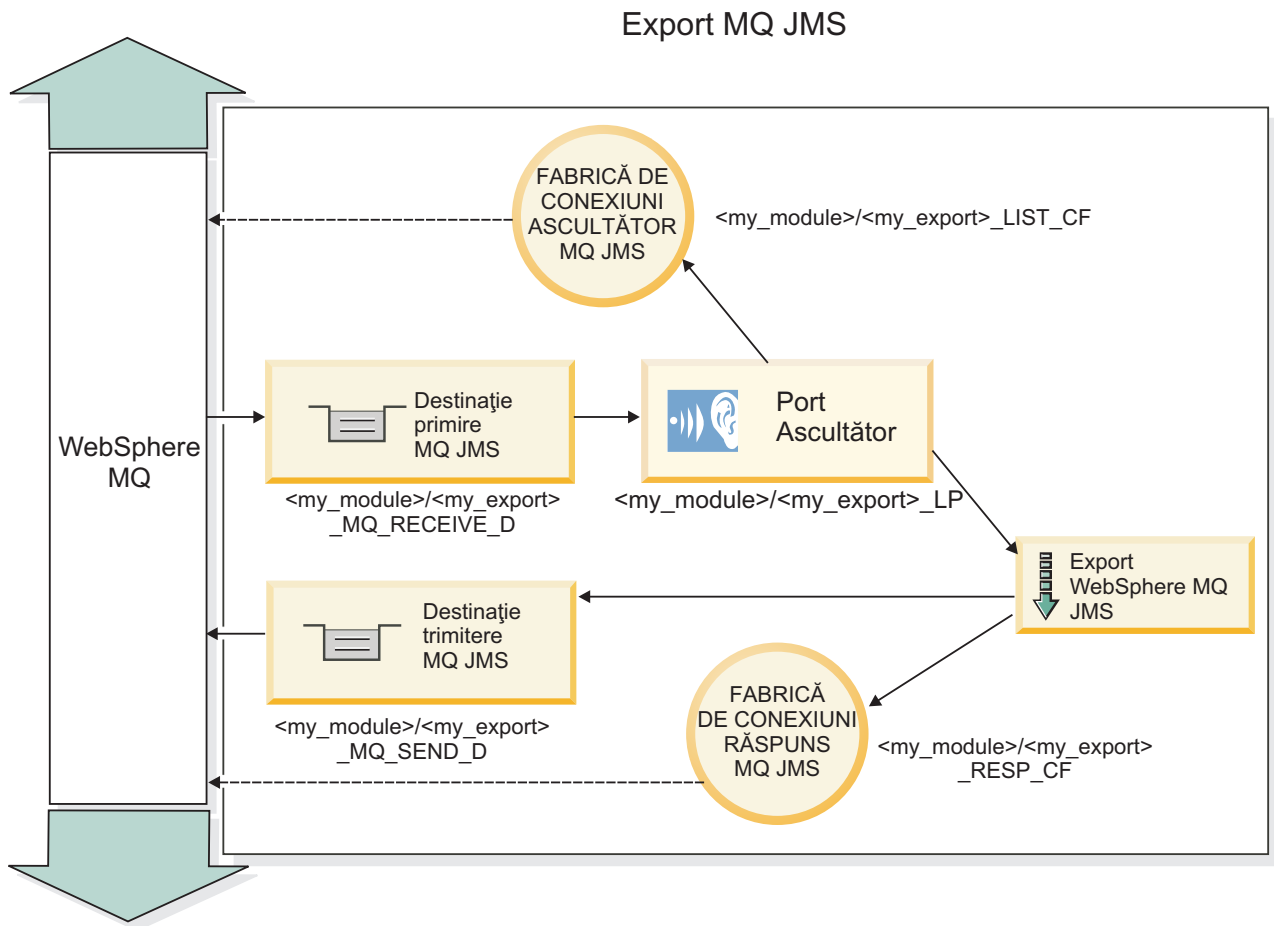 Export MQ JMS
FABRICĂ DE
CONEXIUNI
ASCULTĂTOR
MQ JMS
<my_module>/<my_export>_LIST_CF
WebSphere
MQ
Destinaţie
primire
MQ JMS
<my_module>/<my_export>
_MQ_RECEIVE_D
Port
Ascultător
<my_module>/<my_export>_LP
Export
WebSphere MQ
JMS
Destinaţie
trimitere
MQ JMS
<my_module>/<my_export>
_MQ_SEND_D
FABRICĂ
DE CONEXIUNI
RĂSPUNS
MQ JMS
<my_module>/<my_export>
_RESP_CF